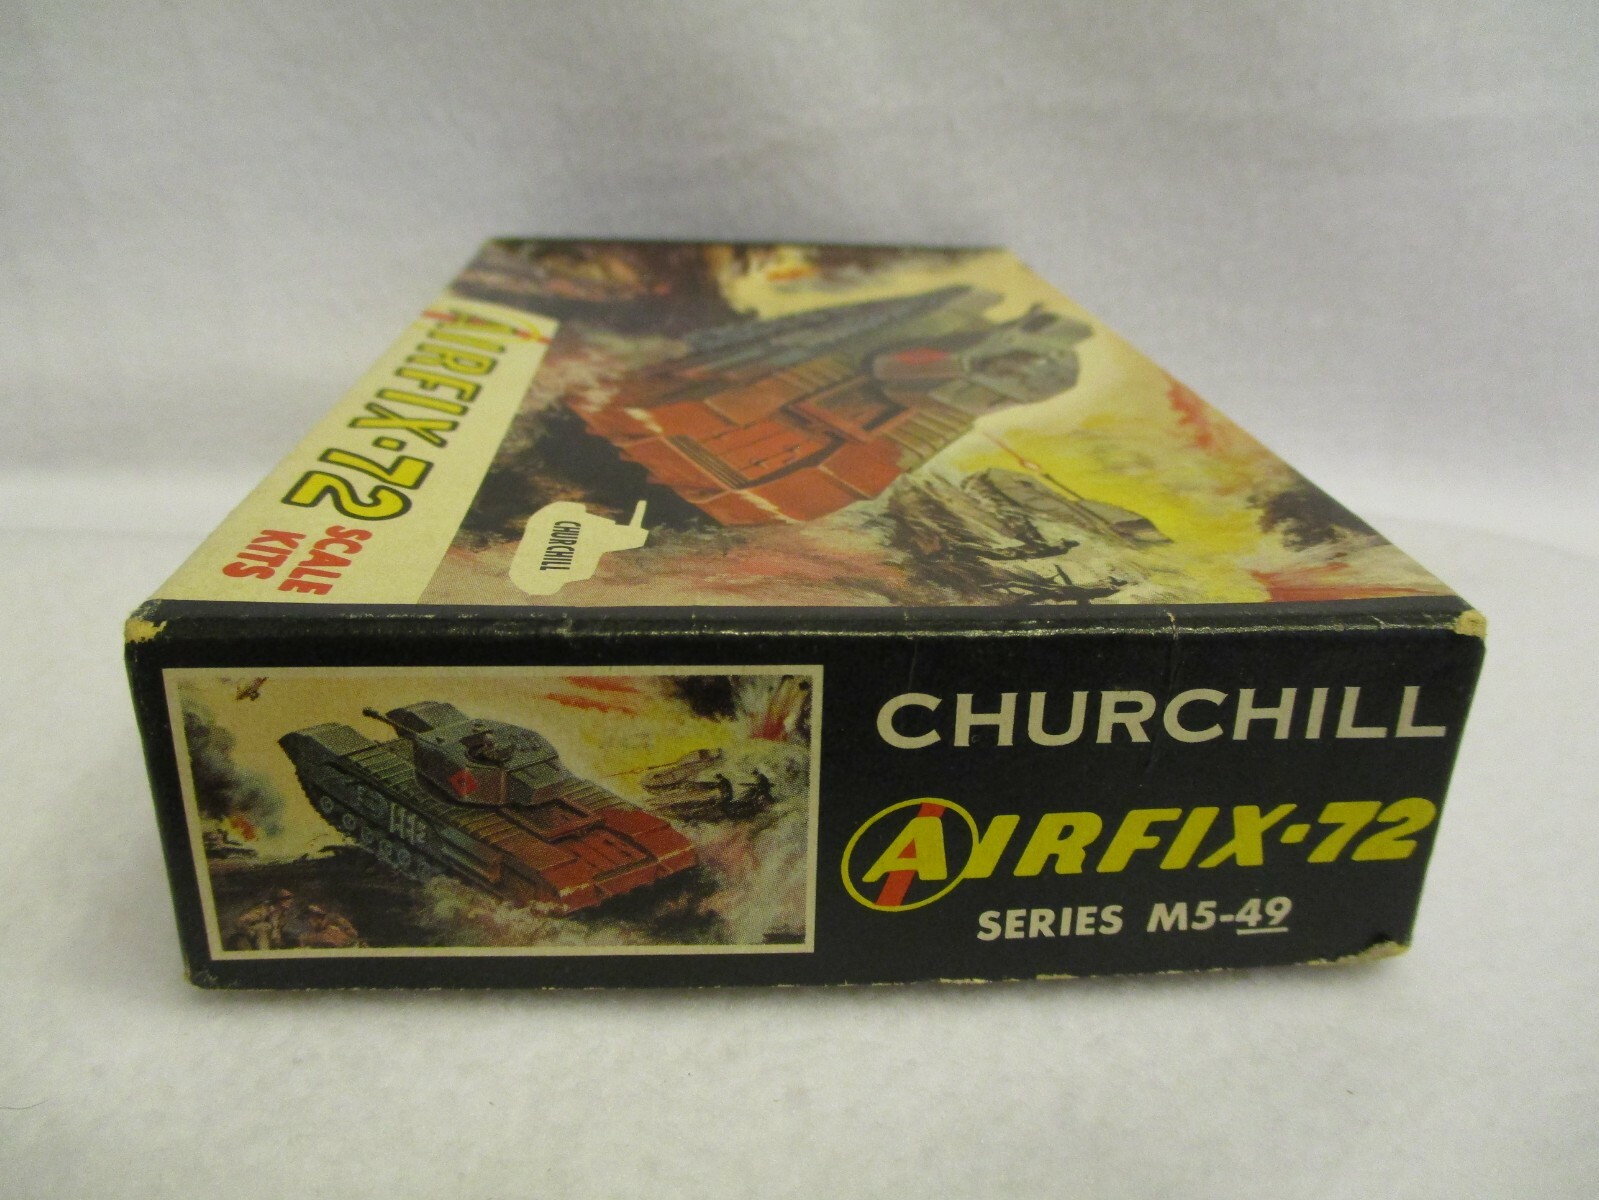 AIRFIX·72
SCALE
KITS
CHURCHILL
CHURCHILL
AIRFIX·72
SERIES M5-49